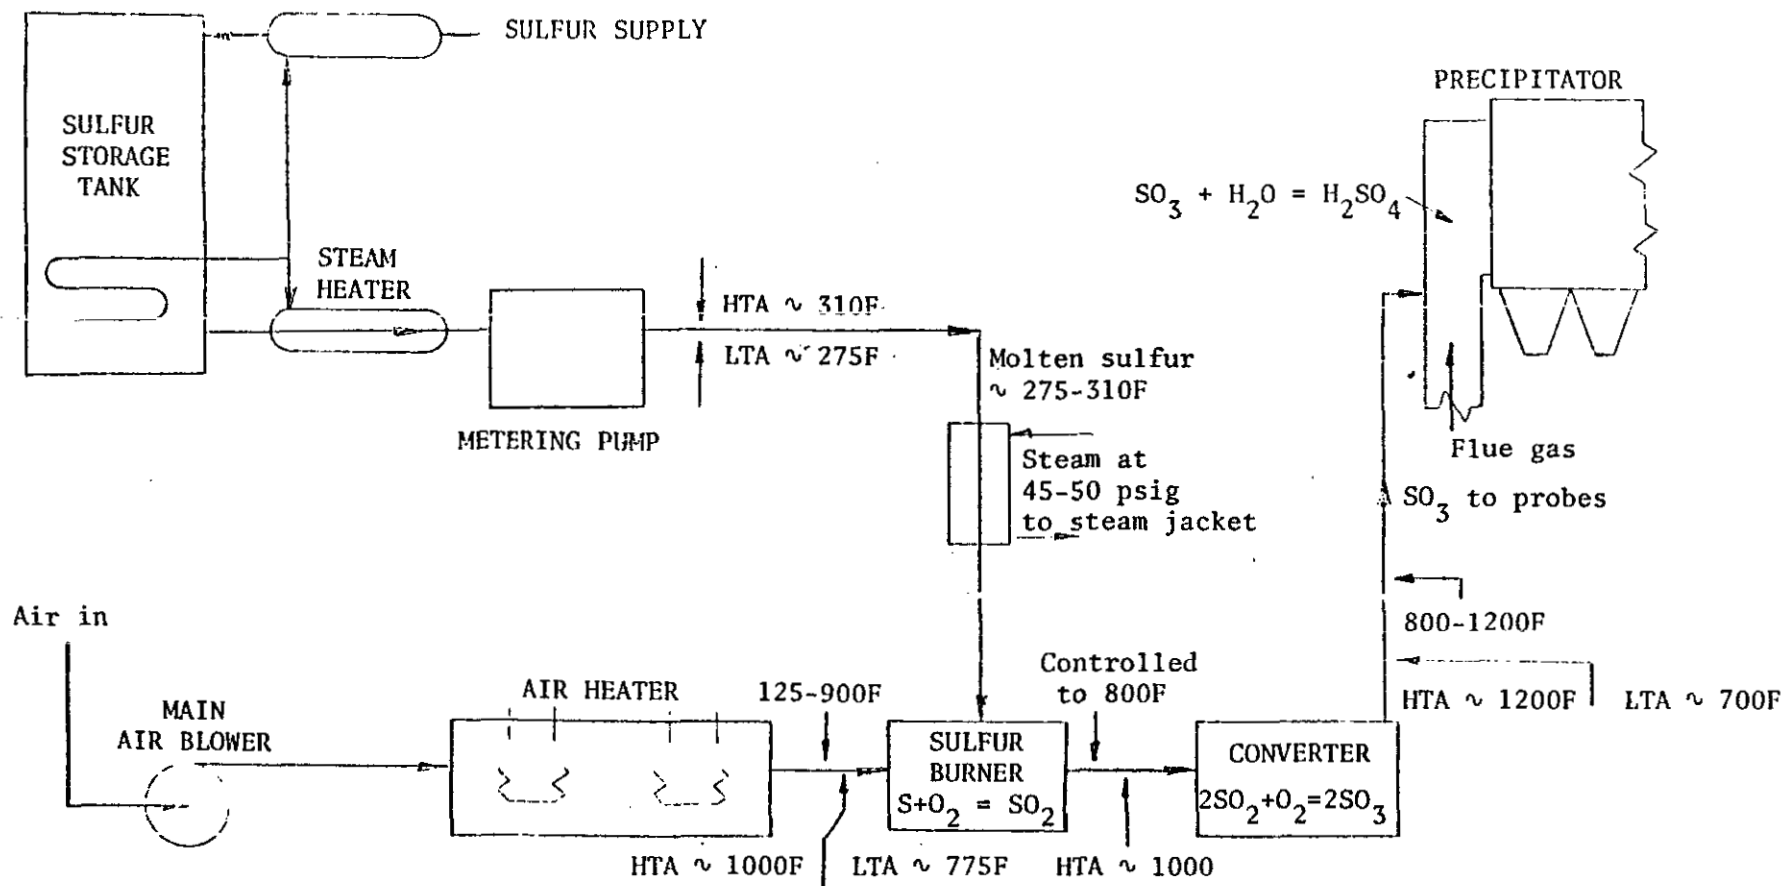 SULFUR SUPPLY
SULFUR
STORAGE
TANK
STEAM
HEATER
METERING PUMP
HTA ~ 310F
LTA ~ 275F
Molten sulfur
~ 275-310F
Steam at
45-50 psig
to steam jacket
PRECIPITATOR
SO3 + H2O = H2SO4
Flue gas
SO3 to probes
800-1200F
HTA ~ 1200F
LTA ~ 700F
Air in
MAIN
AIR BLOWER
AIR HEATER
125-900F
HTA ~ 1000F
LTA ~ 775F
SULFUR
BURNER
S+O2 = SO2
Controlled
to 800F
HTA ~ 1000
CONVERTER
2SO2+O2=2SO3